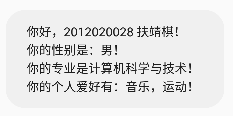 你好，2012020028 扶靖棋！
你的性别是：男！
你的专业是计算机科学与技术！
你的个人爱好有：音乐，运动！